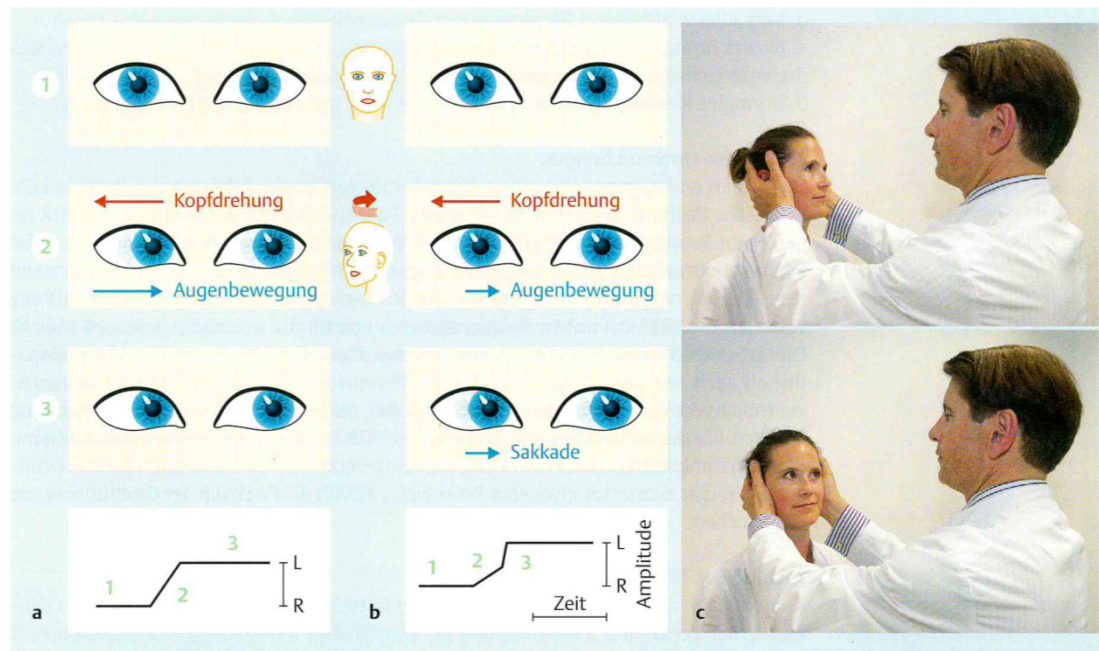 1
Kopfdrehung
Kopfdrehung
2
Augenbewegung
Augenbewegung
3
Sakkade
3
L
1
2
R
a
L
2
3
1
R
Amplitude
Zeit
b
c